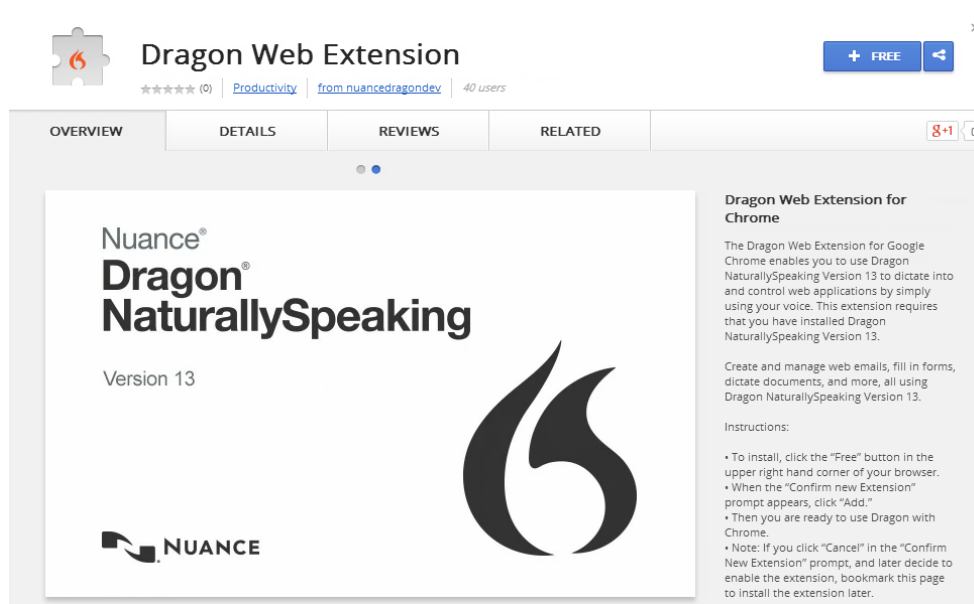 Dragon Web Extension
+ FREE
(0) Productivity from nuancedragondev 40 users
OVERVIEW DETAILS REVIEWS RELATED
g+1
Nuance®
Dragon®
NaturallySpeaking
Version 13
NUANCE
Dragon Web Extension for
Chrome
The Dragon Web Extension for Google
Chrome enables you to use Dragon
NaturallySpeaking Version 13 to dictate into
and control web applications by simply
using your voice. This extension requires
that you have installed Dragon
NaturallySpeaking Version 13.
Create and manage web emails, fill in forms,
dictate documents, and more, all using
Dragon NaturallySpeaking Version 13.
Instructions:
• To install, click the “Free” button in the
upper right hand corner of your browser.
• When the “Confirm new Extension”
prompt appears, click “Add.”
• Then you are ready to use Dragon with
Chrome.
• Note: If you click “Cancel” in the “Confirm
New Extension” prompt, and later decide to
enable the extension, bookmark this page
to install the extension later.